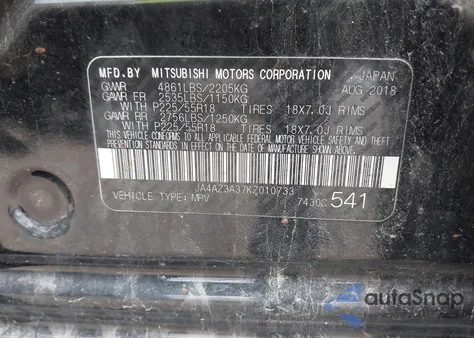 MFD.BY MITSUBISHI MOTORS CORPORATION JAPAN
GVWR 4861LBS/2205KG AUG 2018
GAWR FR 2535LBS/1150KG
WITH P225/55R18 TIRES 18X7.0J RIMS
GAWR RR 2756LBS/1250KG
WITH P225/55R18 TIRES 18X7.0J RIMS
THIS VEHICLE CONFORMS TO ALL APPLICABLE FEDERAL MOTOR VEHICLE SAFETY, BUMPER, AND THEFT PREVENTION STANDARDS IN EFFECT ON THE DATE OF MANUFACTURE SHOWN ABOVE.
JA4AZ3A37KZ010733
VEHICLE TYPE: MPV 7430C 541
autoSnap